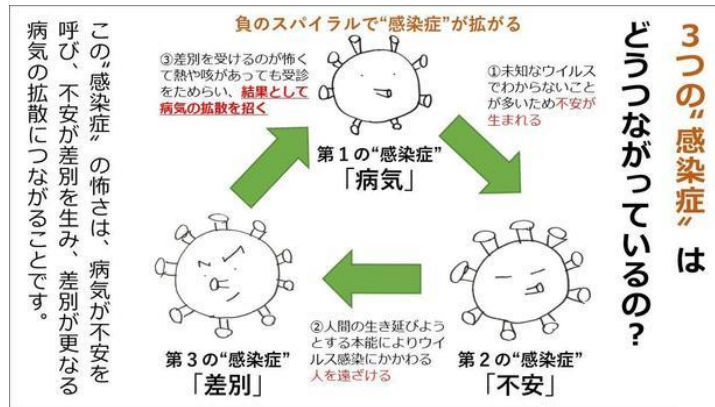 3つの“感染症”は
どうつながっているの？
負のスパイラルで“感染症”が拡がる
第１の“感染症”
「病気」
①未知なウイルス
でわからないこと
が多いため不安が
生まれる
第２の“感染症”
「不安」
②人間の生き延びよう
とする本能によりウイ
ルス感染にかかわる
人を遠ざける
第３の“感染症”
「差別」
③差別を受けるのが怖く
て熱や咳があっても受診
をためらい、結果として
病気の拡散を招く
この“感染症”の怖さは、病気が不安を
呼び、不安が差別を生み、差別が更なる
病気の拡散につながることです。